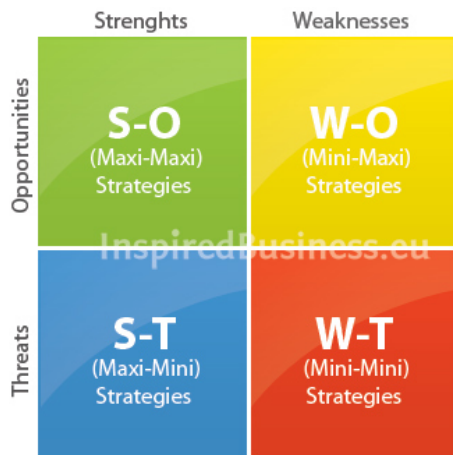 Strenghts
Weaknesses
Opportunities
S-O
(Maxi-Maxi)
Strategies
W-O
(Mini-Maxi)
Strategies
InspiredBusiness.eu
Threats
S-T
(Maxi-Mini)
Strategies
W-T
(Mini-Mini)
Strategies